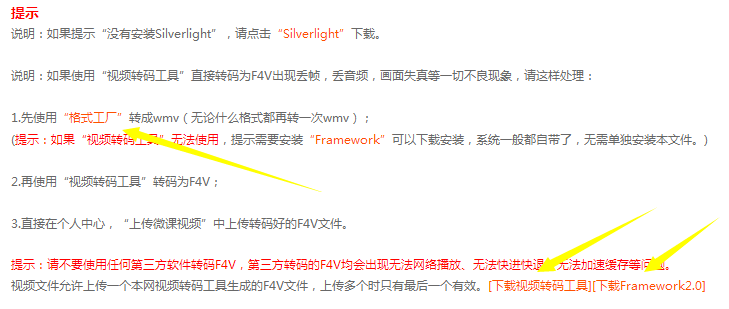 提示
说明：如果提示“没有安装Silverlight”，请点击“Silverlight”下载。
说明：如果使用“视频转码工具”直接转码为F4V出现丢帧，丢音频，画面失真等一切不良现象，请这样处理：
1.先使用“格式工厂”转成wmv（无论什么格式都再转一次wmv）；
(提示：如果“视频转码工具”无法使用，提示需要安装“Framework”可以下载安装，系统一般都自带了，无需单独安装本文件。)
2.再使用“视频转码工具”转码为F4V；
3.直接在个人中心，“上传微课视频”中上传转码好的F4V文件。
提示：请不要使用任何第三方软件转码F4V，第三方转码的F4V均会出现无法网络播放、无法快进快退、无法加速缓存等问题。
视频文件允许上传一个本网视频转码工具生成的F4V文件，上传多个时只有最后一个有效。[下载视频转码工具][下载Framework2.0]